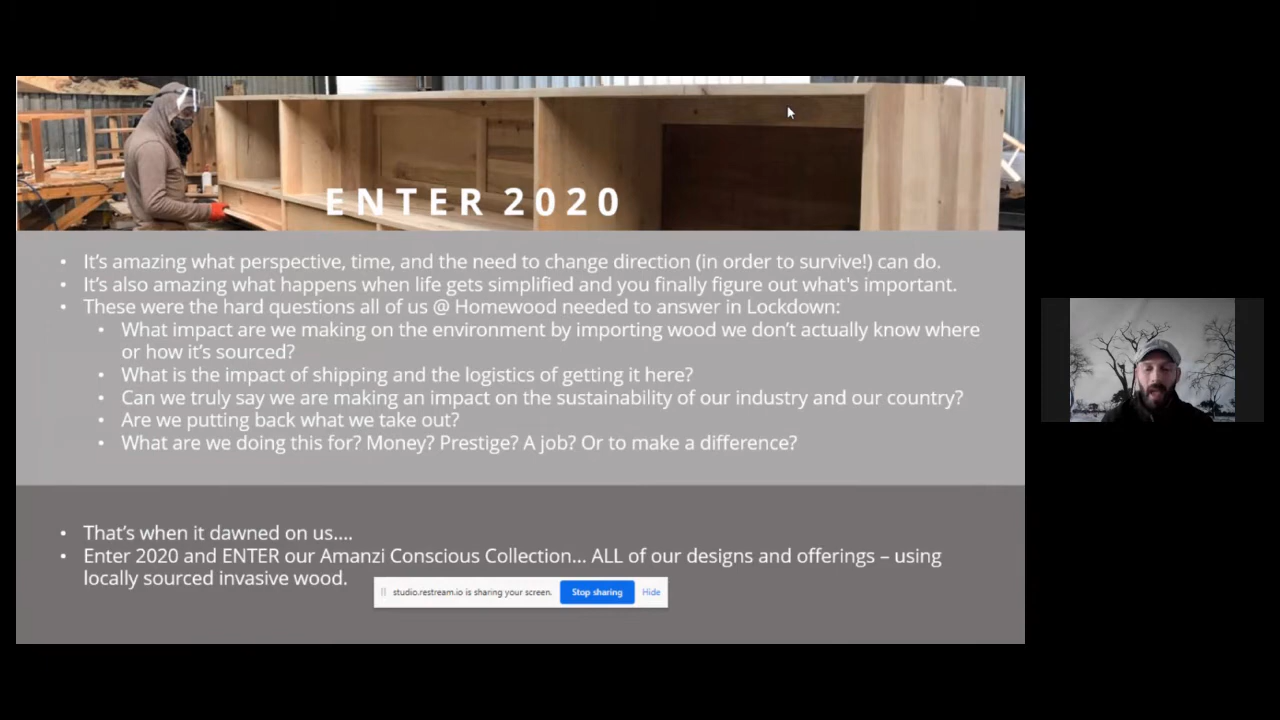 ENTER 2020
• It’s amazing what perspective, time, and the need to change direction (in order to survive!) can do.
• It’s also amazing what happens when life gets simplified and you finally figure out what's important.
• These were the hard questions all of us @ Homewood needed to answer in Lockdown:
• What impact are we making on the environment by importing wood we don’t actually know where
or how it’s sourced?
• What is the impact of shipping and the logistics of getting it here?
• Can we truly say we are making an impact on the sustainability of our industry and our country?
• Are we putting back what we take out?
• What are we doing this for? Money? Prestige? A job? Or to make a difference?
• That’s when it dawned on us....
• Enter 2020 and ENTER our Amanzi Conscious Collection... ALL of our designs and offerings – using
locally sourced invasive wood.
studio.restream.io is sharing your screen. Stop sharing Hide